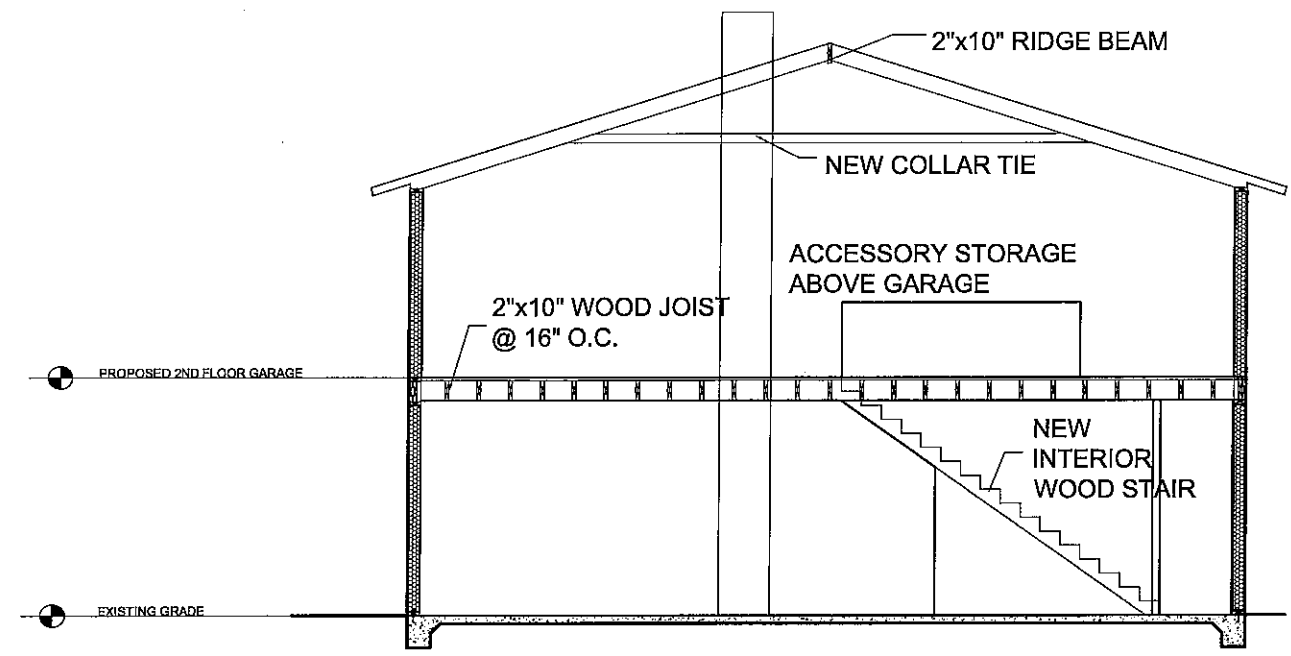 2"x10" RIDGE BEAM
NEW COLLAR TIE
ACCESSORY STORAGE
ABOVE GARAGE
2"x10" WOOD JOIST
@ 16" O.C.
PROPOSED 2ND FLOOR GARAGE
NEW
INTERIOR
WOOD STAIR
EXISTING GRADE